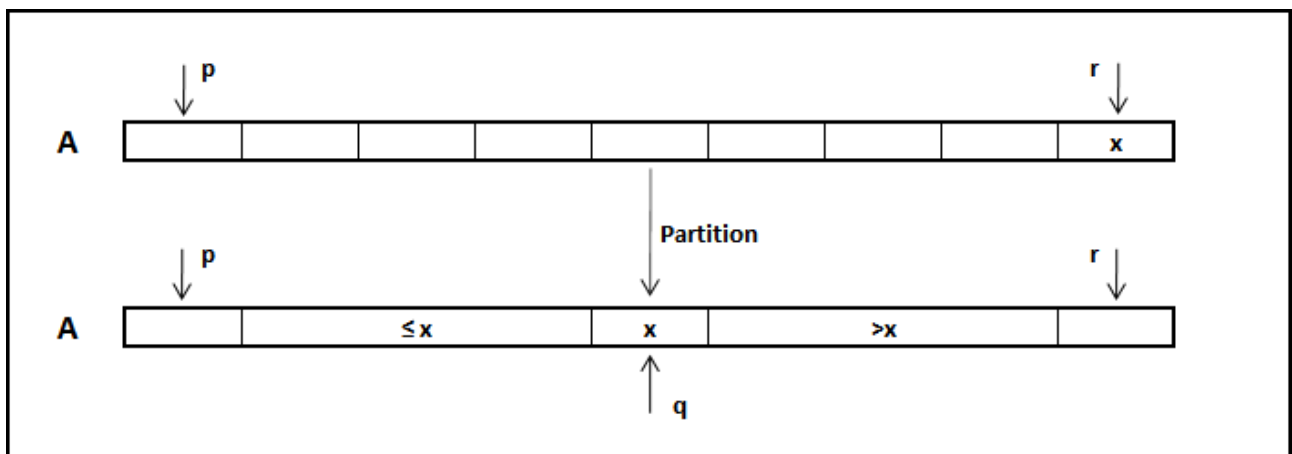 p r
A x
Partition
p r
A ≤ x x >x
q